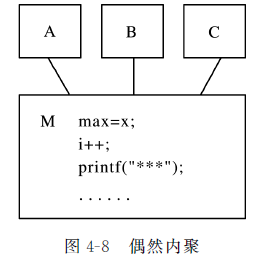 A B C
M max=x;
i++;
printf("***");
......
图 4-8 偶然内聚